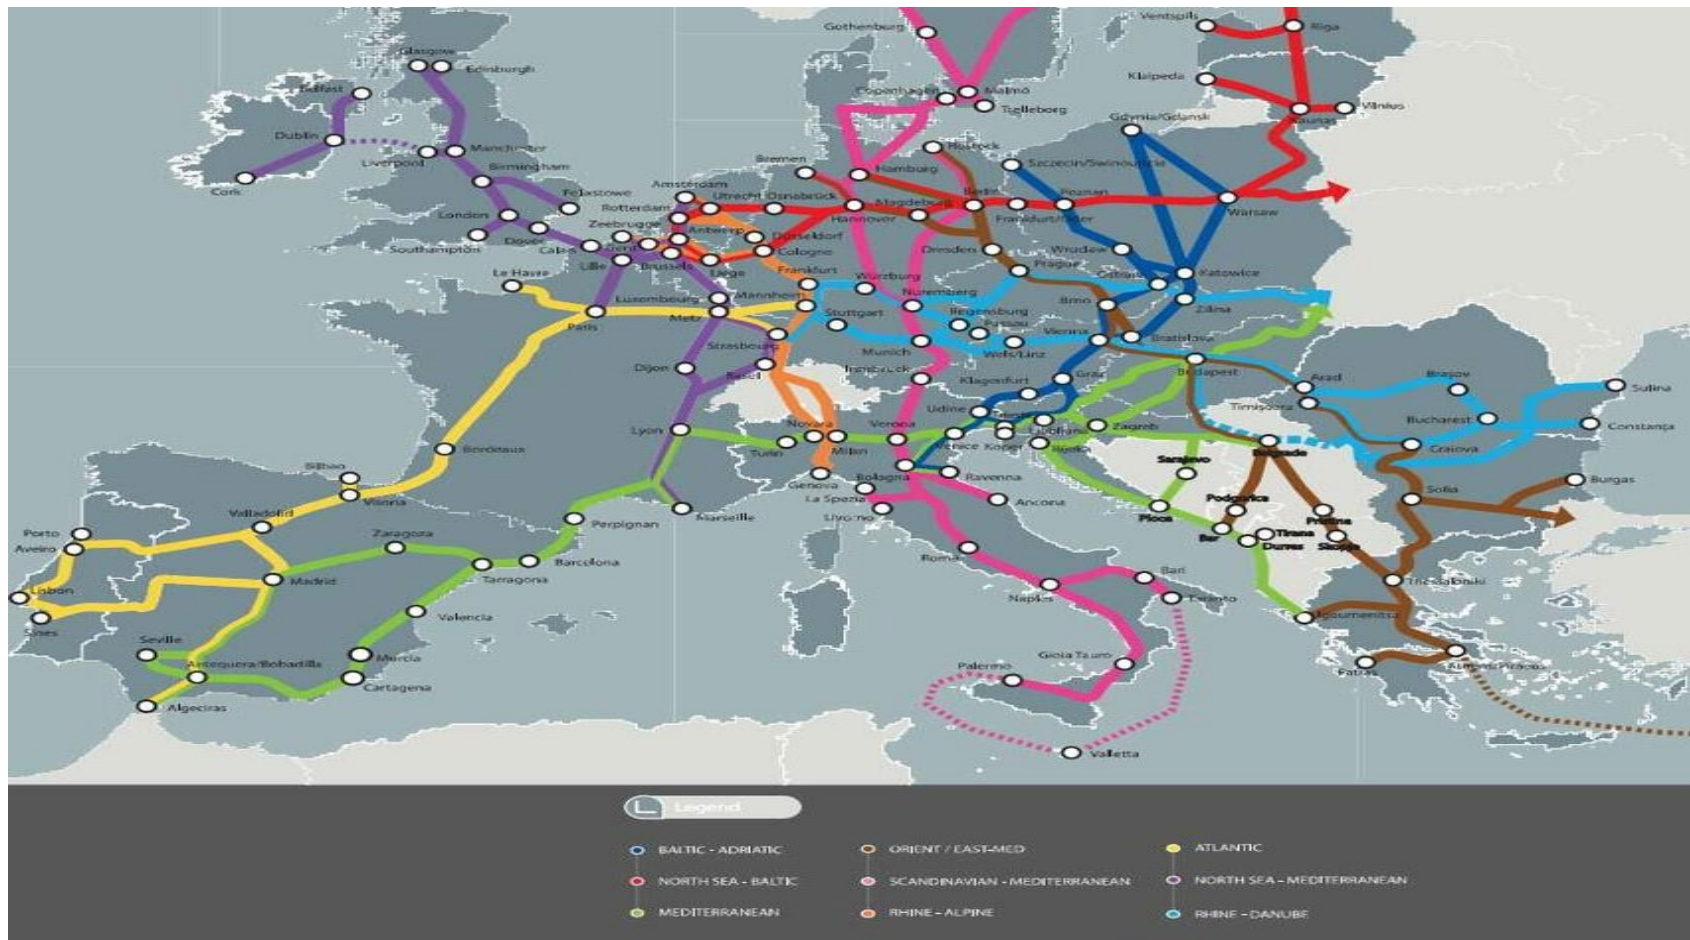 Gothenburg
Ventspils
Riga
Glasgow
Edinburgh
Klaipeda
Belfast
Copenhagen
Malmö
Trelleborg
Kaunas
Vilnius
Gdynia/Gdansk
Dublin
Liverpool
Manchester
Rostock
Bremen
Hamburg
Szczecin/Swinoujscie
Birmingham
Cork
Amsterdam
Utrecht
Osnabrück
Berlin
Poznan
Felixstowe
Rotterdam
Magdeburg
Hannover
Frankfurt/Oder
Warsaw
London
Zeebrugge
Antwerp
Düsseldorf
Southampton
Dover
Calais
Cologne
Dresden
Wroclaw
Lille
Brussels
Liège
Prague
Le Havre
Frankfurt
Würzburg
Ostrava
Katowice
Luxembourg
Mannheim
Nuremberg
Brno
Zilina
Paris
Metz
Stuttgart
Regensburg
Passau
Vienna
Bratislava
Strasbourg
Munich
Wels/Linz
Dijon
Basel
Innsbruck
Klagenfurt
Graz
Budapest
Arad
Brasov
Sulina
Udine
Timișoara
Bucharest
Constanța
Lyon
Novara
Verona
Venice
Koper
Ljubljana
Zagreb
Bordeaux
Turin
Milan
Rijeka
Belgrade
Craiova
Bilbao
Sarajevo
Genova
Bologna
Ravenna
Burgas
Vitoria
La Spezia
Ancona
Podgorica
Sofia
Valladolid
Marseille
Livorno
Ploce
Pristina
Porto
Perpignan
Bar
Tirana
Aveiro
Zaragoza
Durres
Skopje
Roma
Barcelona
Tarragona
Madrid
Bari
Thessaloniki
Lisbon
Naples
Taranto
Valencia
Igoumenitsa
Sines
Seville
Murcia
Antequera/Bobadilla
Gioia Tauro
Palermo
Patras
Cartagena
Algeciras
Valletta
Legend
BALTIC - ADRIATIC
ORIENT / EAST-MED
ATLANTIC
NORTH SEA - BALTIC
SCANDINAVIAN - MEDITERRANEAN
NORTH SEA - MEDITERRANEAN
MEDITERRANEAN
RHINE - ALPINE
RHINE - DANUBE